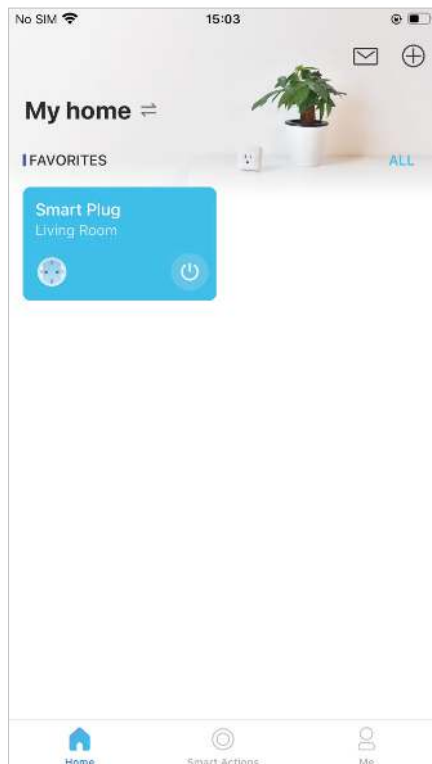 No SIM 15:03
My home
FAVORITES ALL
Smart Plug
Living Room
Home Smart Actions Me